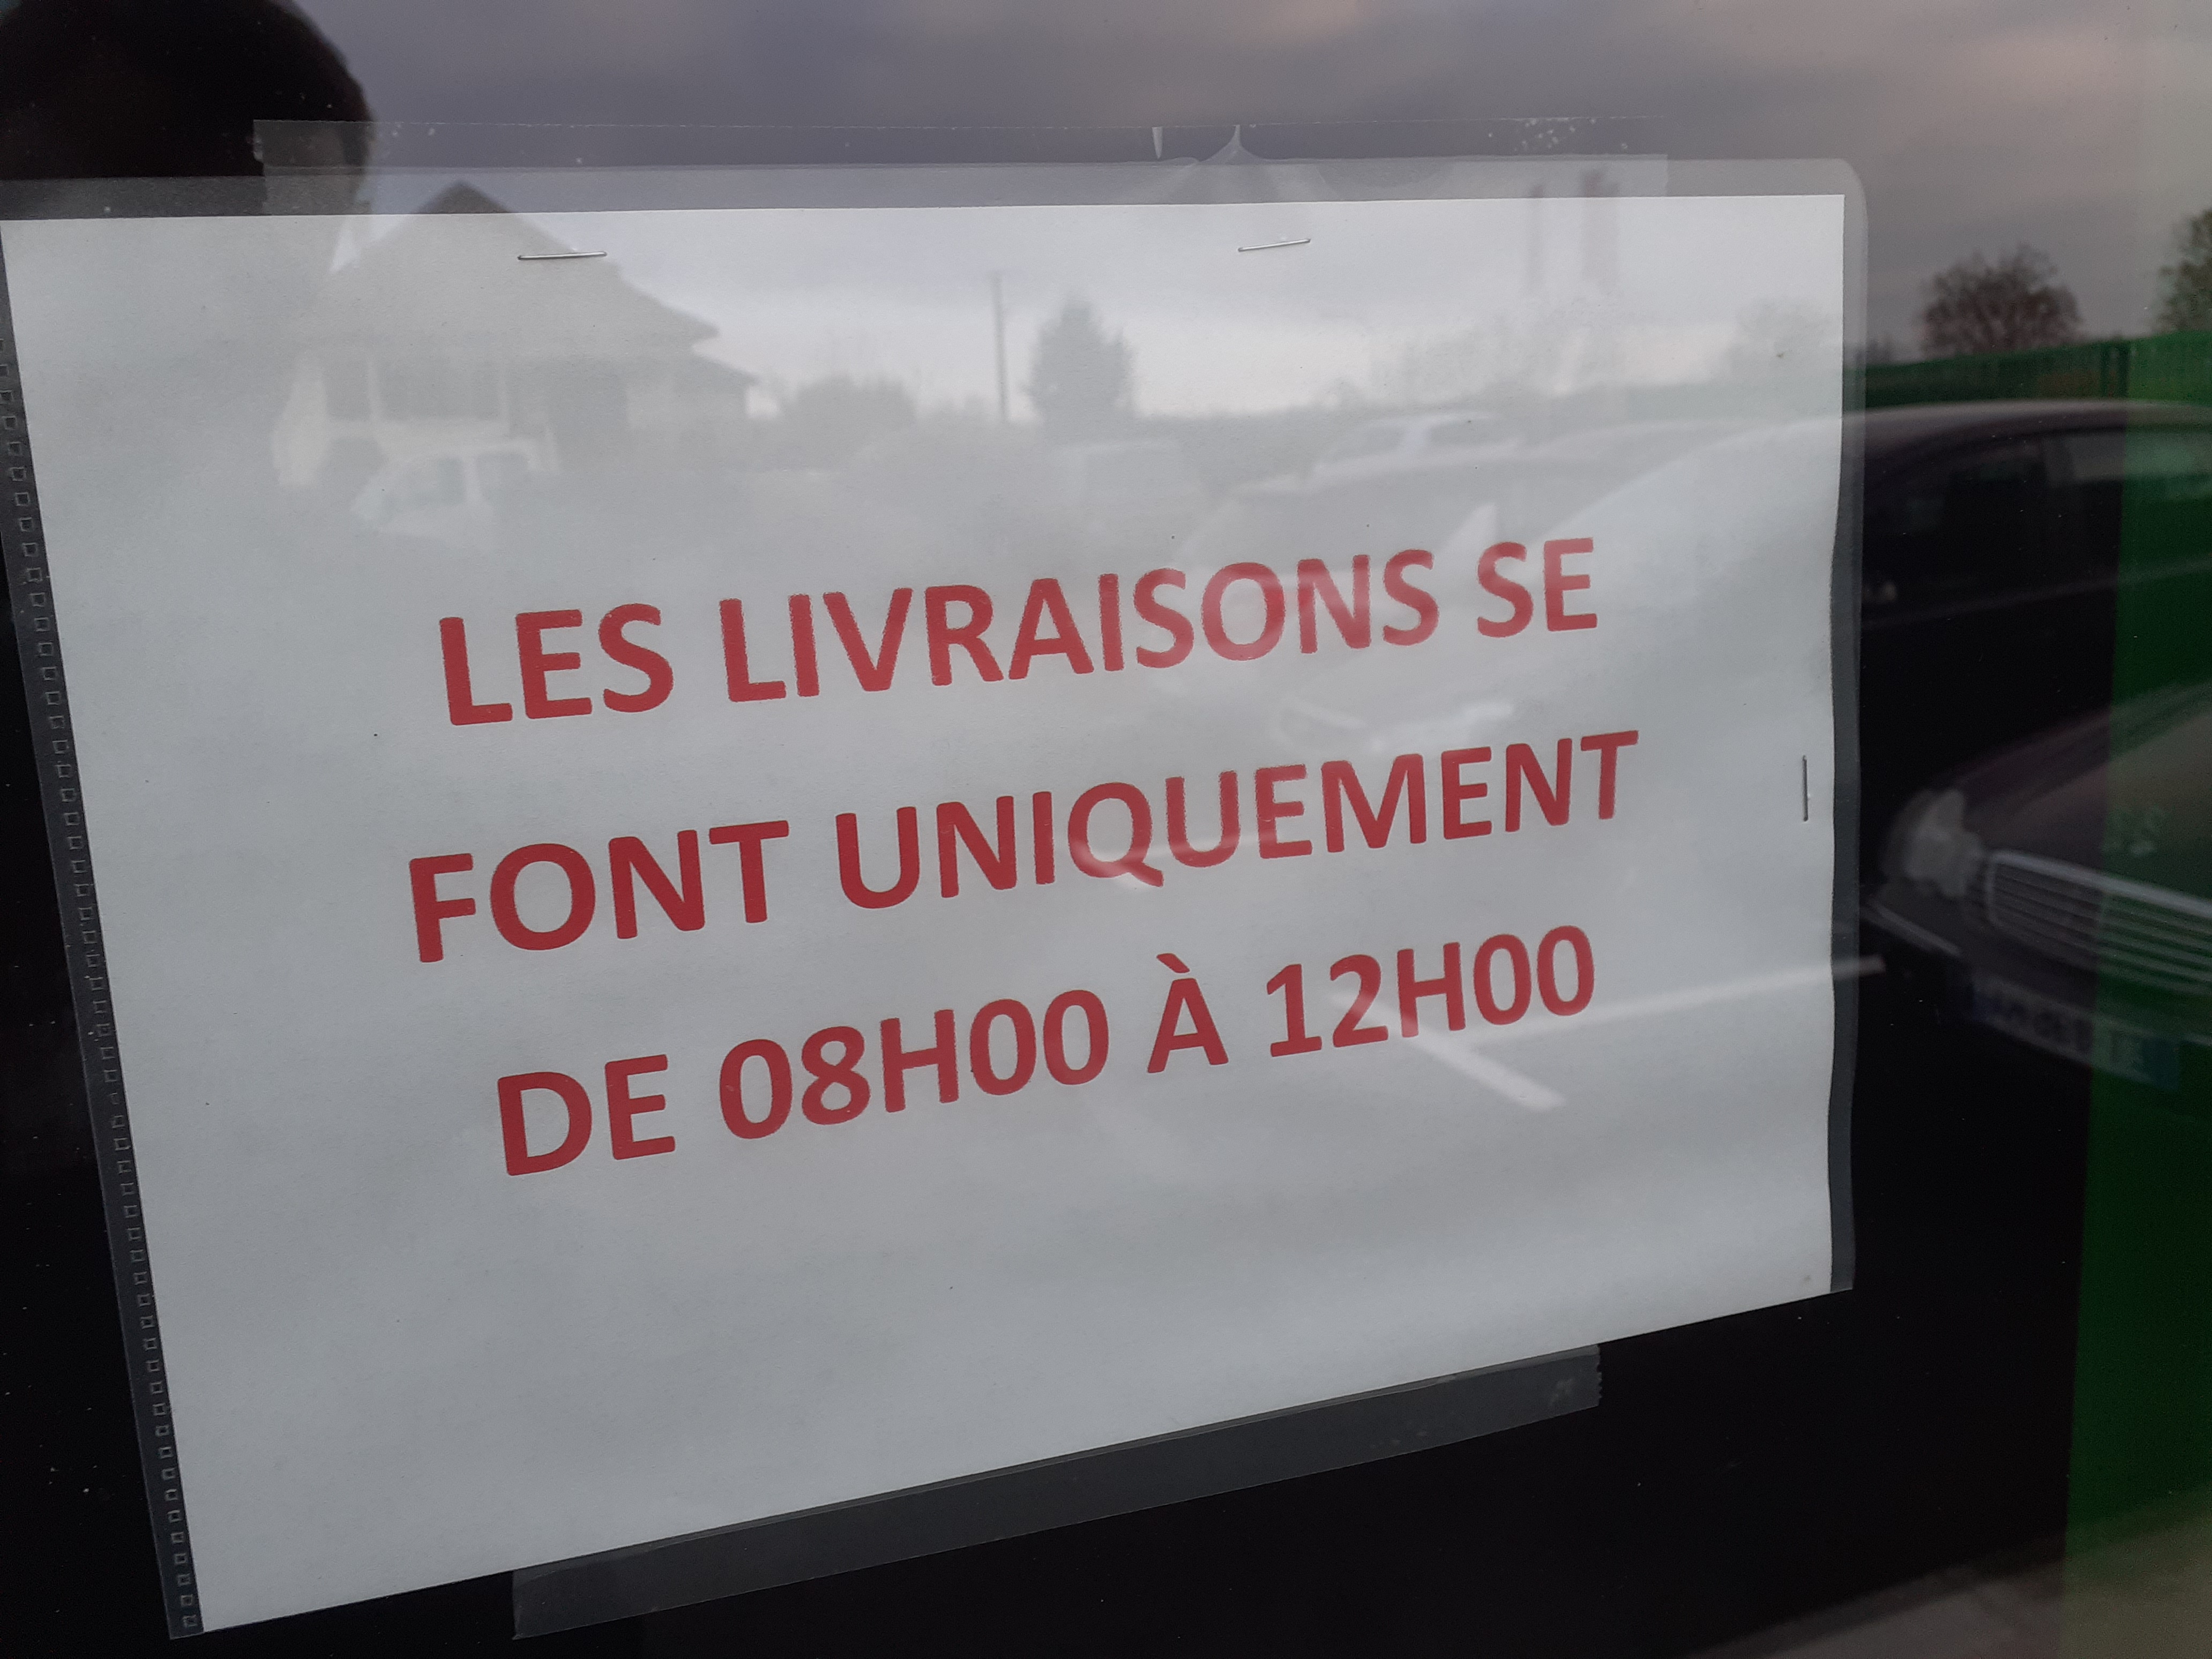 LES LIVRAISONS SE
FONT UNIQUEMENT
DE 08H00 À 12H00